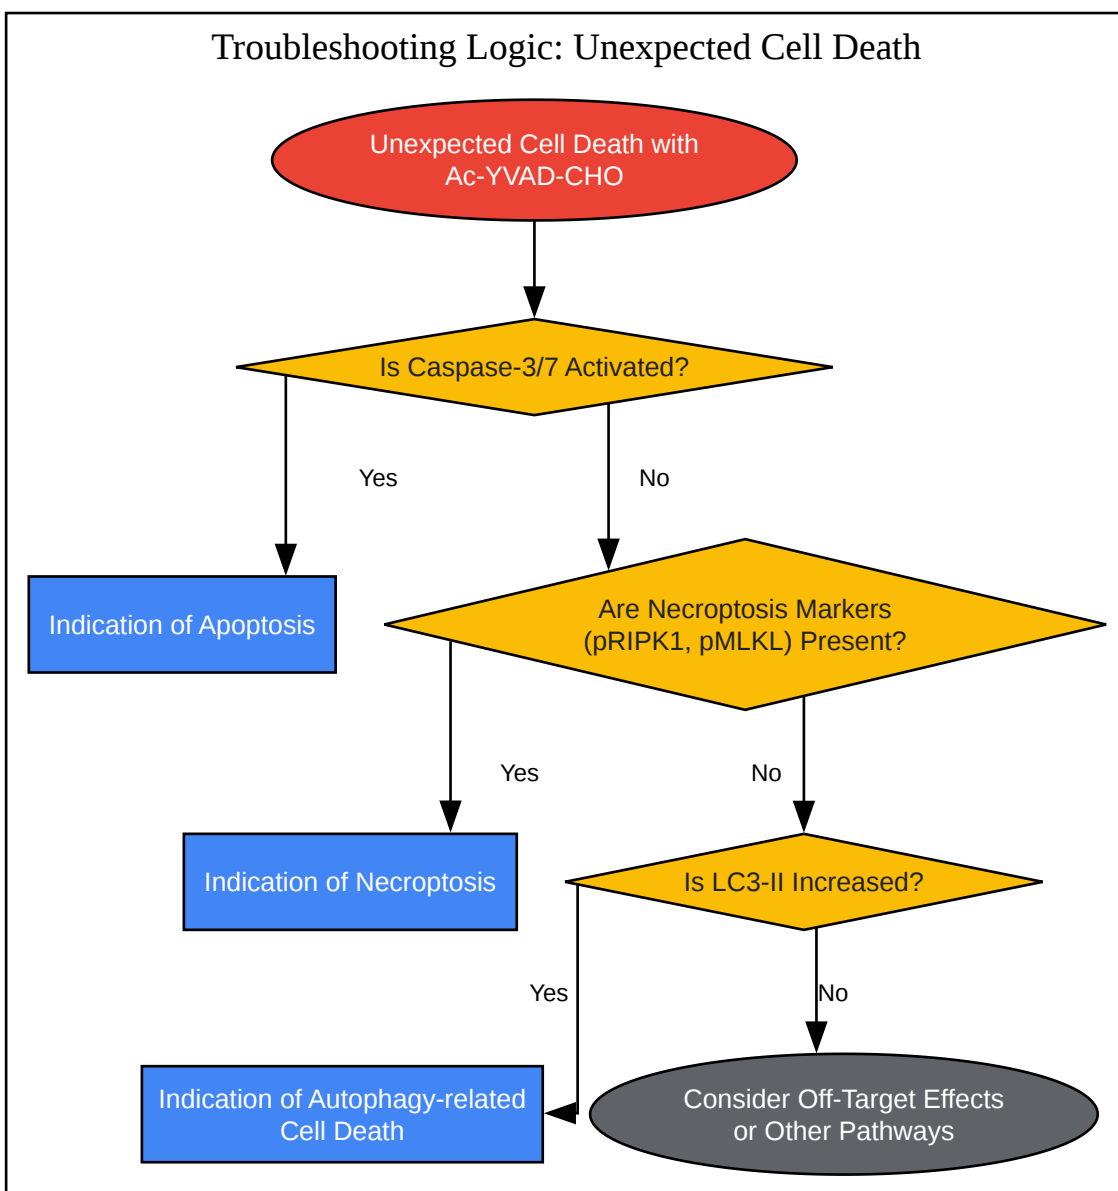 Troubleshooting Logic: Unexpected Cell Death
Unexpected Cell Death with
Ac-YVAD-CHO
Is Caspase-3/7 Activated?
Yes
No
Indication of Apoptosis
Are Necroptosis Markers
(pRIPK1, pMLKL) Present?
Yes
No
Indication of Necroptosis
Is LC3-II Increased?
Yes
No
Indication of Autophagy-related
Cell Death
Consider Off-Target Effects
or Other Pathways